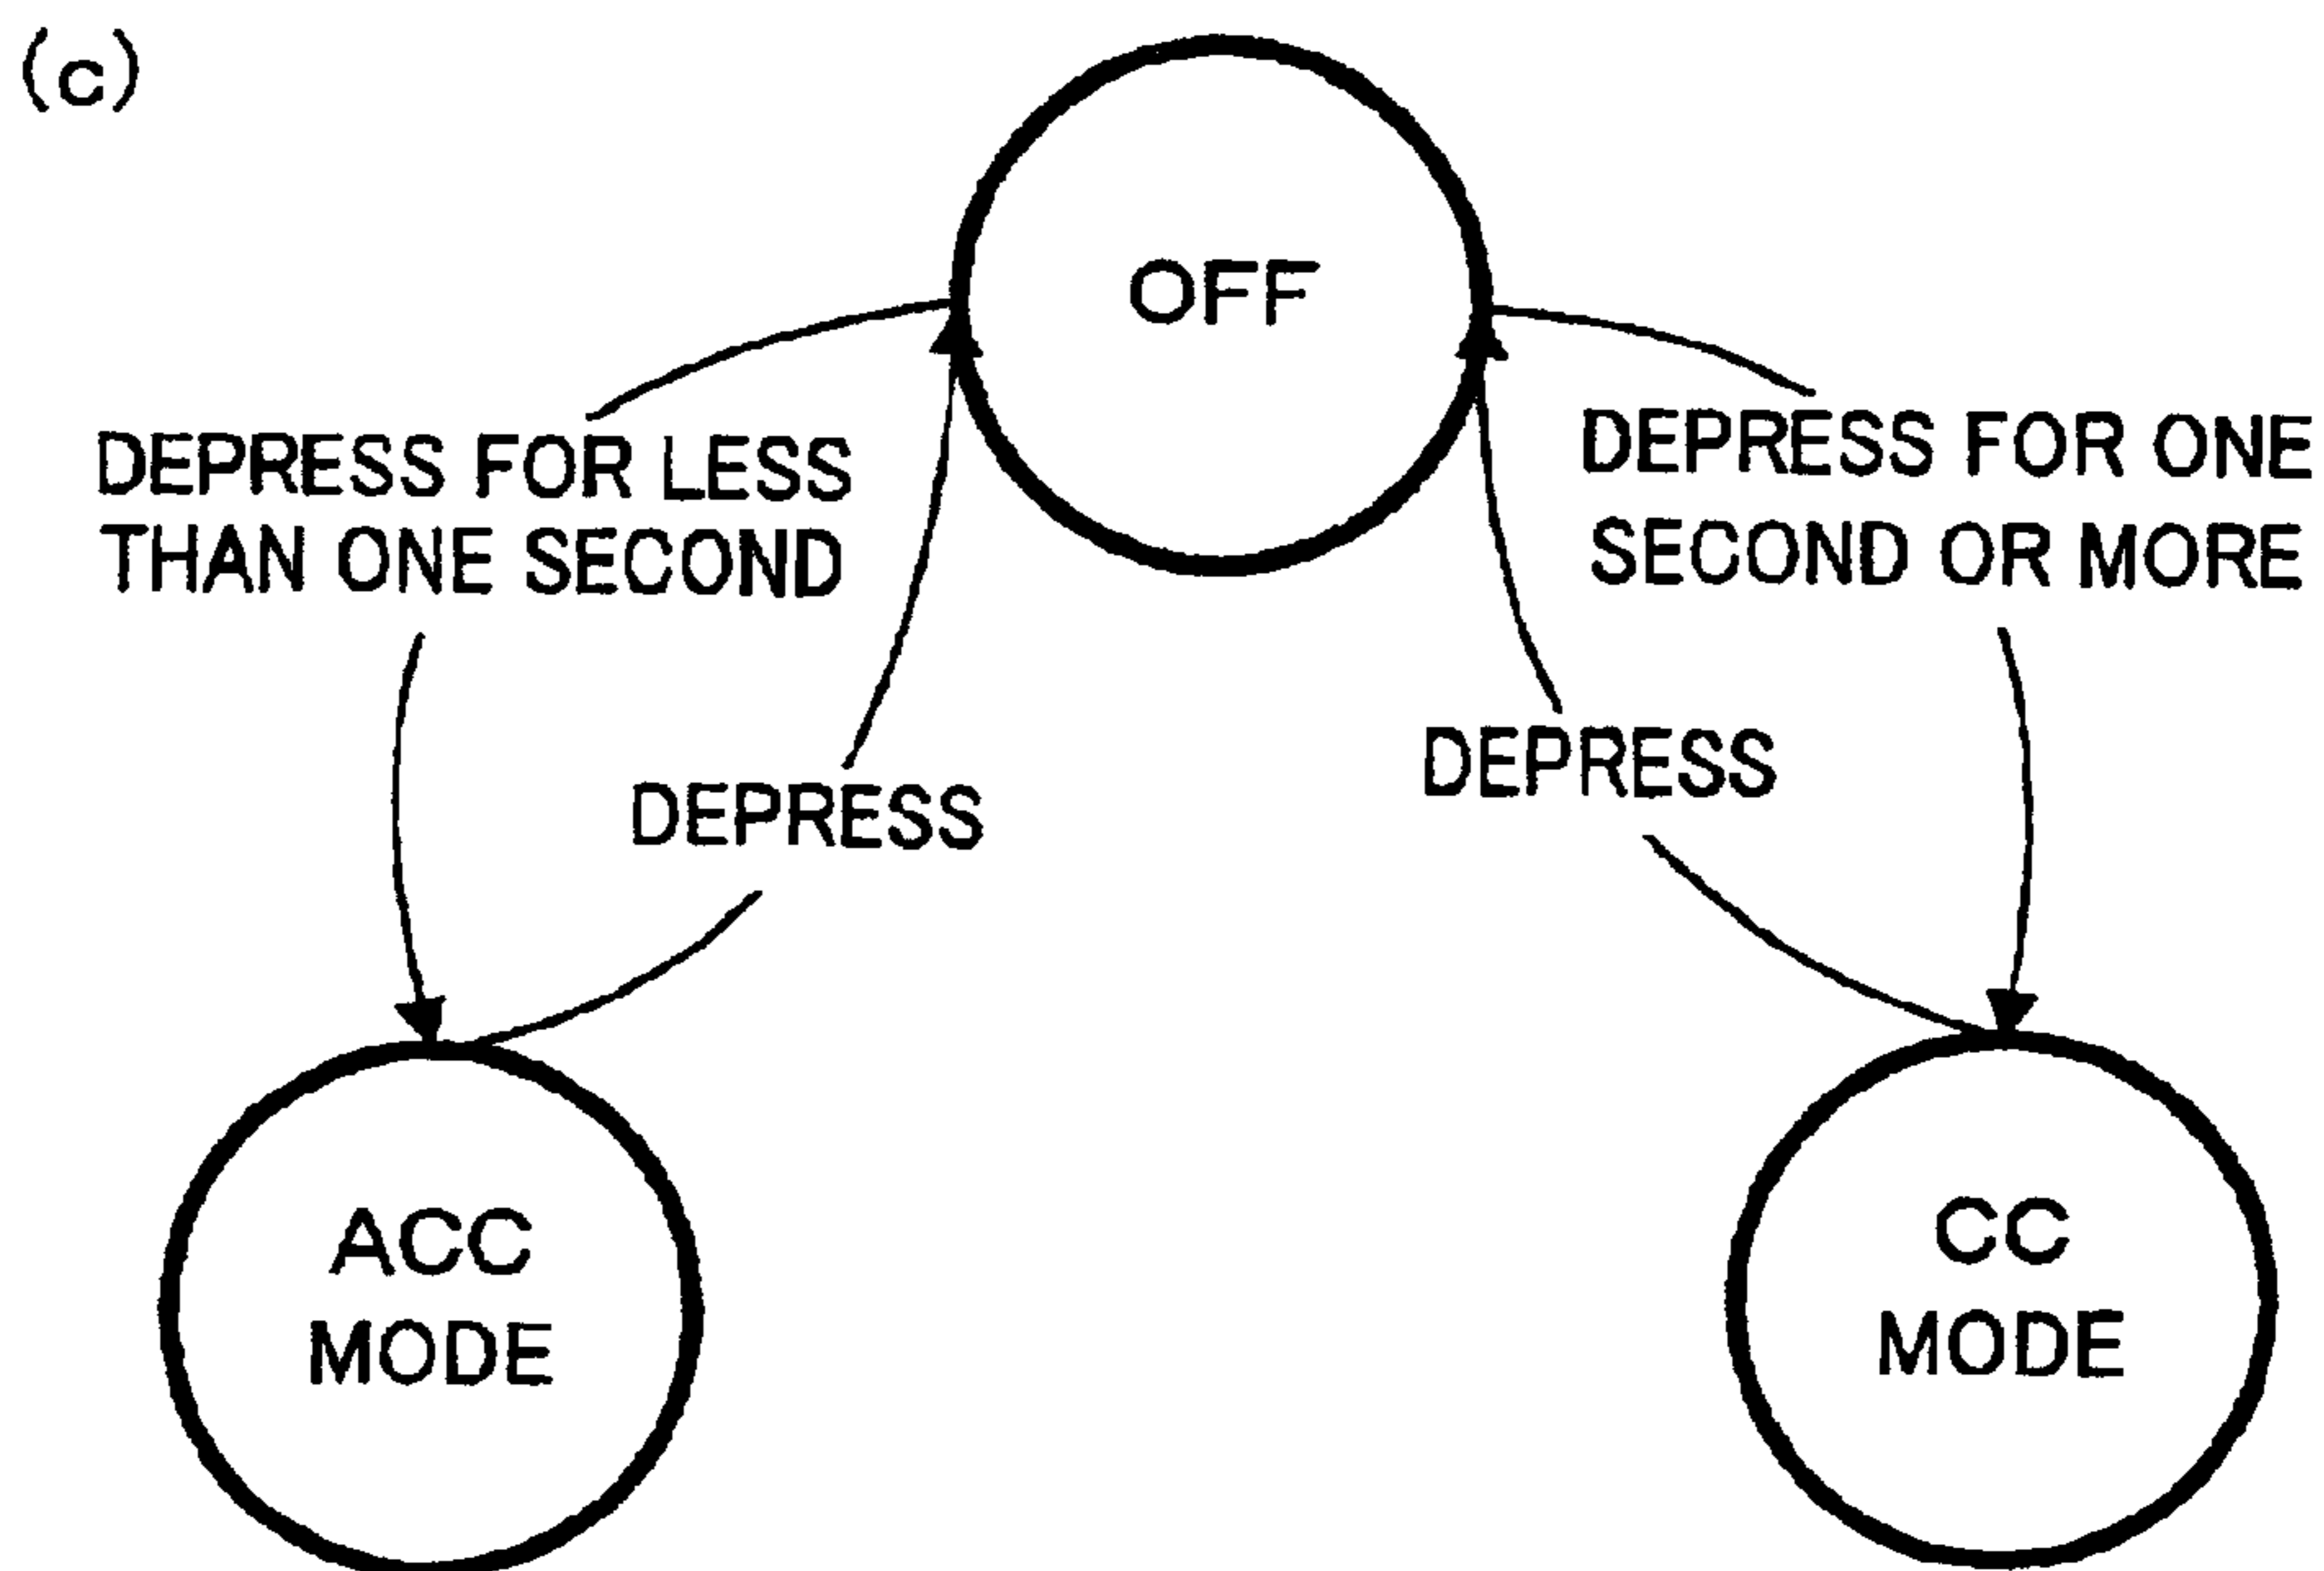 (c)
OFF
DEPRESS FOR LESS
THAN ONE SECOND
DEPRESS FOR ONE
SECOND OR MORE
DEPRESS
DEPRESS
ACC
MODE
CC
MODE